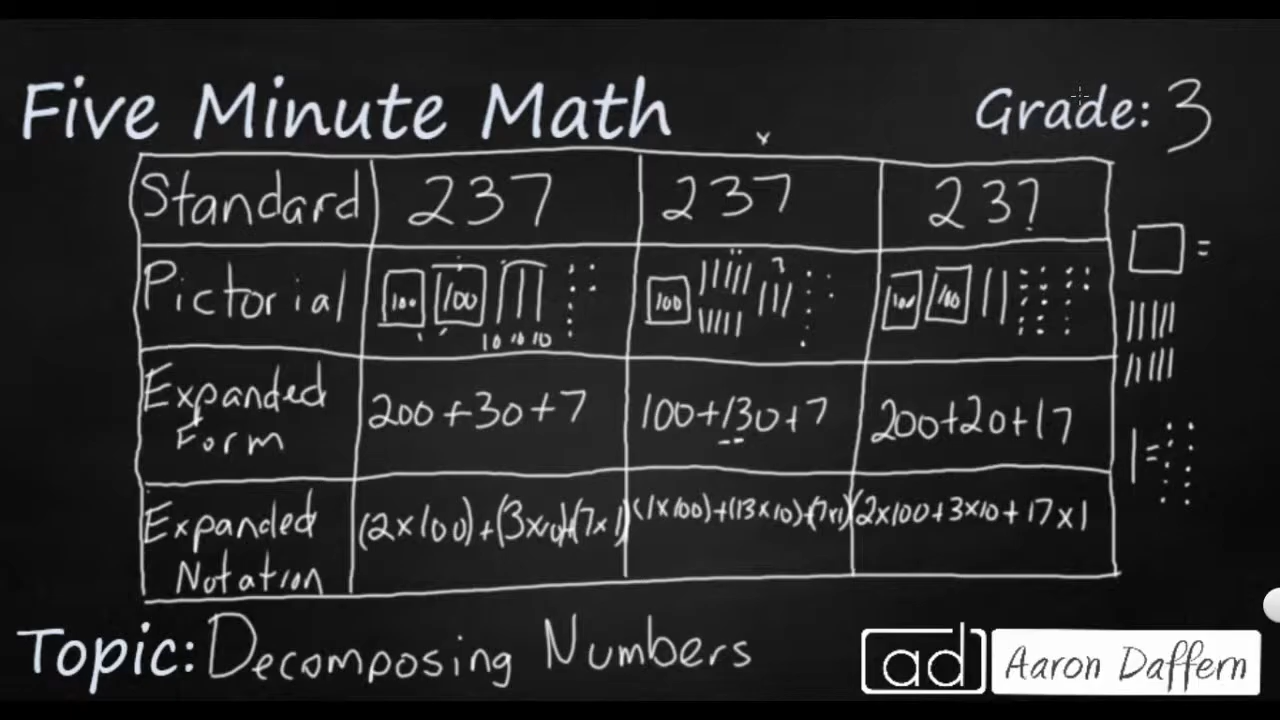 Five Minute Math
Grade: 3
Standard 237 237 237
Pictorial 100 100 10 10 10 100 100 100 =
Expanded Form 200+30+7 100+130+7 200+20+17 =
Expanded Notation (2×100)+(3×10)+(7×1) (1×100)+(13×10)+(7×1) (2×100+3×10+17×1
Topic: Decomposing Numbers
ad Aaron Daffern